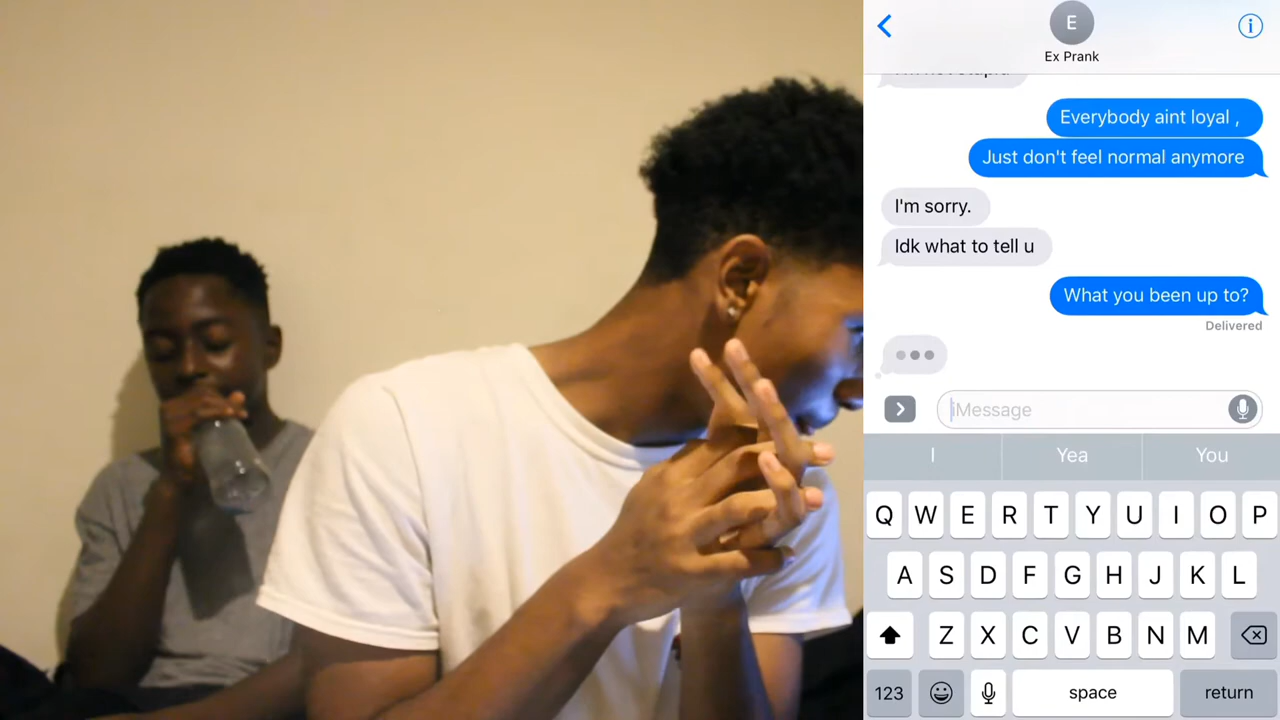 E
Ex Prank
Everybody aint loyal ,
Just don't feel normal anymore
I'm sorry.
Idk what to tell u
What you been up to?
Delivered
iMessage
I Yea You
Q W E R T Y U I O P
A S D F G H J K L
Z X C V B N M
123 space return